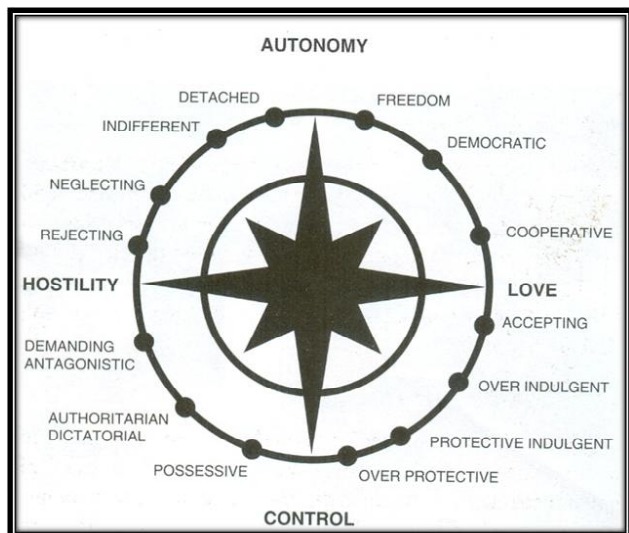 AUTONOMY
DETACHED
FREEDOM
INDIFFERENT
DEMOCRATIC
NEGLECTING
REJECTING
COOPERATIVE
HOSTILITY
LOVE
ACCEPTING
DEMANDING
ANTAGONISTIC
OVER INDULGENT
AUTHORITARIAN
DICTATORIAL
PROTECTIVE INDULGENT
POSSESSIVE
OVER PROTECTIVE
CONTROL